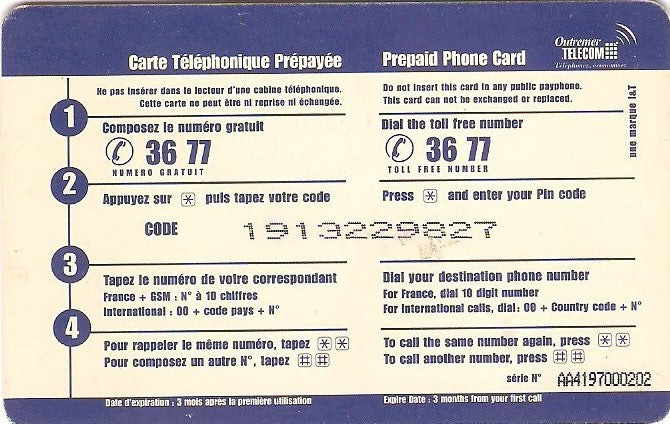 Carte Téléphonique Prépayée
Prepaid Phone Card
Outremer
TELECOM
Téléphonez, économisez
Ne pas insérer dans le lecteur d'une cabine téléphonique.
Cette carte ne peut être ni reprise ni échangée.
Do not insert this card in any public payphone.
This card can not be exchanged or replaced.
une marque I&T
1
Composez le numéro gratuit
36 77
NUMERO GRATUIT
Dial the toll free number
36 77
TOLL FREE NUMBER
2
Appuyez sur * puis tapez votre code
Press * and enter your Pin code
CODE
1913229827
3
Tapez le numéro de votre correspondant
France + GSM : N° à 10 chiffres
International : 00 + code pays + N°
Dial your destination phone number
For France, dial 10 digit number
For International calls, dial: 00 + Country code + N°
4
Pour rappeler le même numéro, tapez * *
Pour composer un autre N°, tapez # #
To call the same number again, press * *
To call another number, press # #
série N° AA4197000202
Date d'expiration : 3 mois après la première utilisation
Expire Date : 3 months from your first call